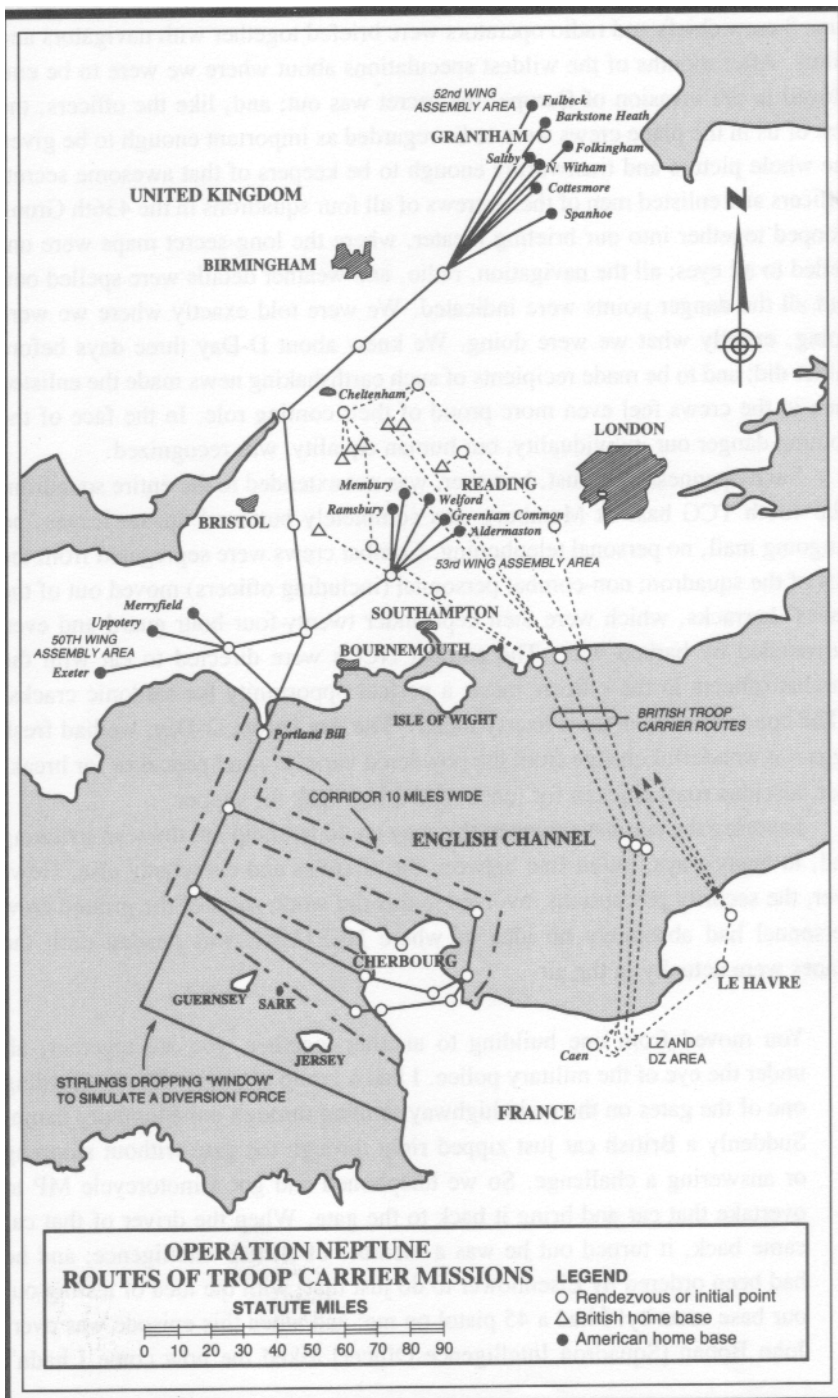 52nd WING
ASSEMBLY AREA
Fulbeck
Barkstone Heath
GRANTHAM
Folkingham
Saltby
N. Witham
Cottesmore
Spanhoe
UNITED KINGDOM
BIRMINGHAM
N
Cheltenham
LONDON
READING
Membury
Welford
Ramsbury
Greenham Common
Aldermaston
BRISTOL
53rd WING ASSEMBLY AREA
Merryfield
Uppotery
SOUTHAMPTON
50TH WING
ASSEMBLY AREA
BOURNEMOUTH
Exeter
ISLE OF WIGHT
BRITISH TROOP
CARRIER ROUTES
Portland Bill
CORRIDOR 10 MILES WIDE
ENGLISH CHANNEL
CHERBOURG
LE HAVRE
GUERNSEY
SARK
JERSEY
Caen
LZ AND
DZ AREA
STIRLINGS DROPPING "WINDOW"
TO SIMULATE A DIVERSION FORCE
FRANCE
OPERATION NEPTUNE
ROUTES OF TROOP CARRIER MISSIONS
STATUTE MILES
0 10 20 30 40 50 60 70 80 90
LEGEND
Rendezvous or initial point
British home base
American home base